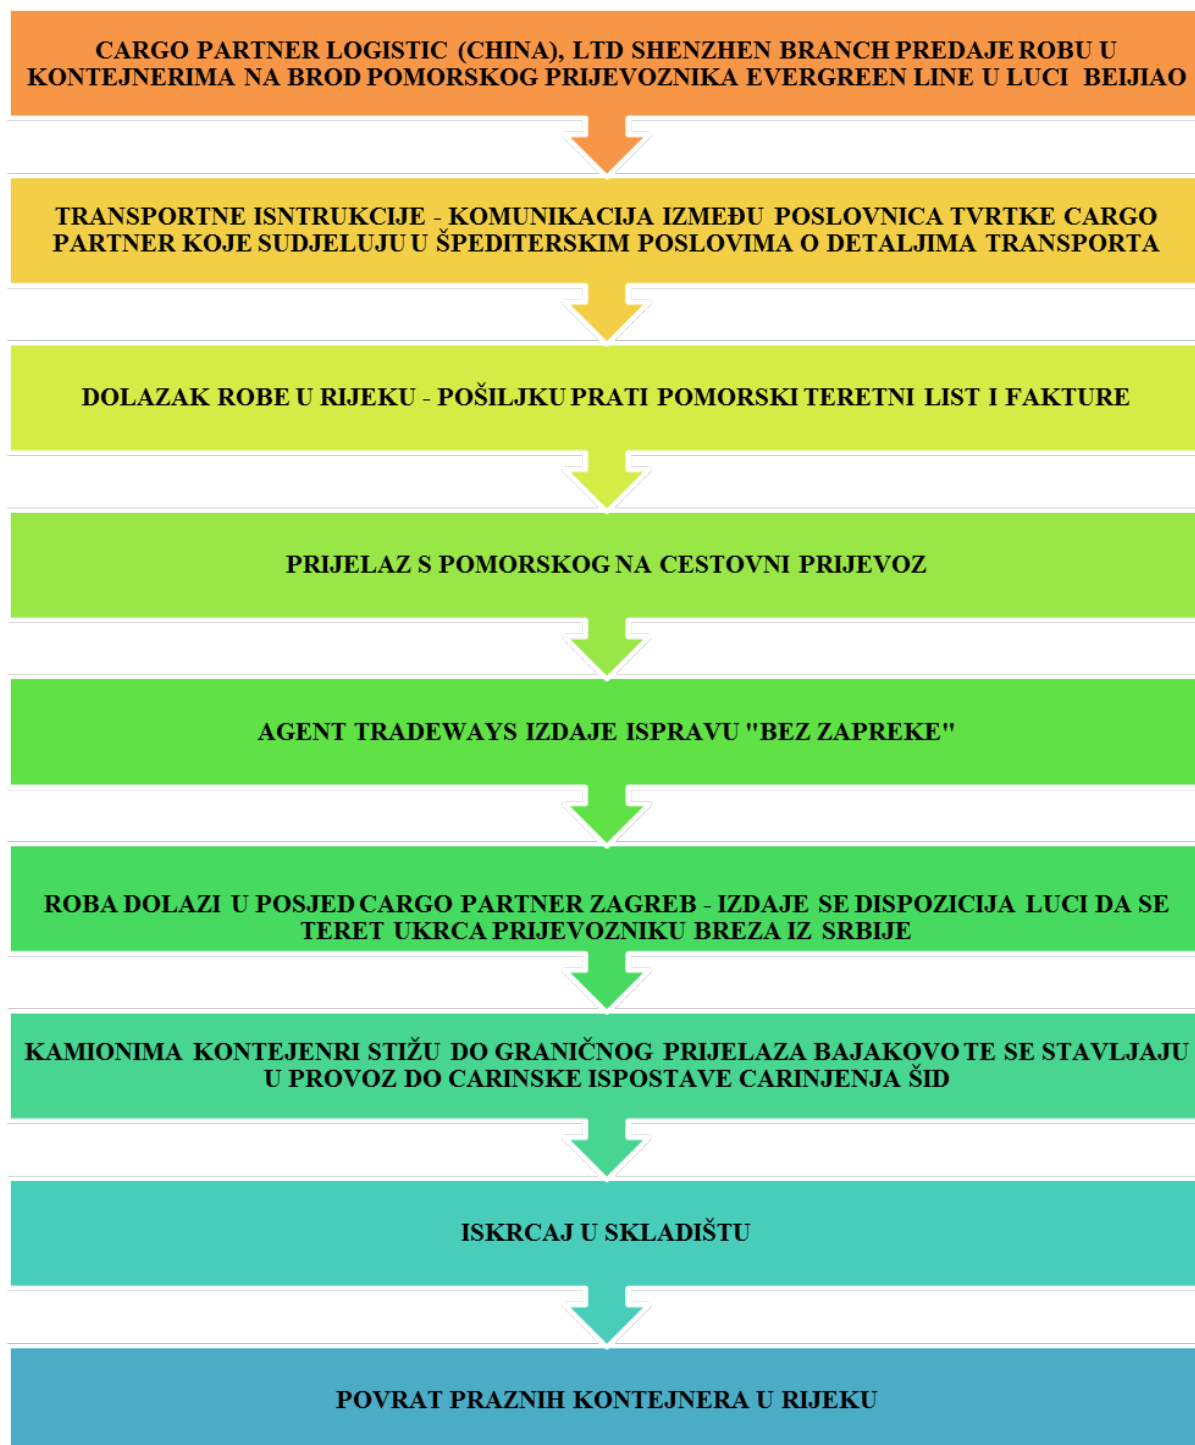 CARGO PARTNER LOGISTIC (CHINA), LTD SHENZHEN BRANCH PREDAJE ROBU U
KONTEJNERIMA NA BROD POMORSKOG PRIJEVOZNIKA EVERGREEN LINE U LUCI BEIJIAO
TRANSPORTNE ISNTRUKCIJE - KOMUNIKACIJA IZMEĐU POSLOVNICA TVRTKE CARGO
PARTNER KOJE SUDJELUJU U ŠPEDITERSKIM POSLOVIMA O DETALJIMA TRANSPORTA
DOLAZAK ROBE U RIJEKU - POŠILJKU PRATI POMORSKI TERETNI LIST I FAKTURE
PRIJELAZ S POMORSKOG NA CESTOVNI PRIJEVOZ
AGENT TRADEWAYS IZDAJE ISPRAVU "BEZ ZAPREKE"
ROBA DOLAZI U POSJED CARGO PARTNER ZAGREB - IZDAJE SE DISPOZICIJA LUCI DA SE
TERET UKRCA PRIJEVOZNIKU BREZA IZ SRBIJE
KAMIONIMA KONTEJENRI STIŽU DO GRANIČNOG PRIJELAZA BAJAKOVO TE SE STAVLJAJU
U PROVOZ DO CARINSKE ISPOSTAVE CARINJENJA ŠID
ISKRCAJ U SKLADIŠTU
POVRAT PRAZNIH KONTEJNERA U RIJEKU